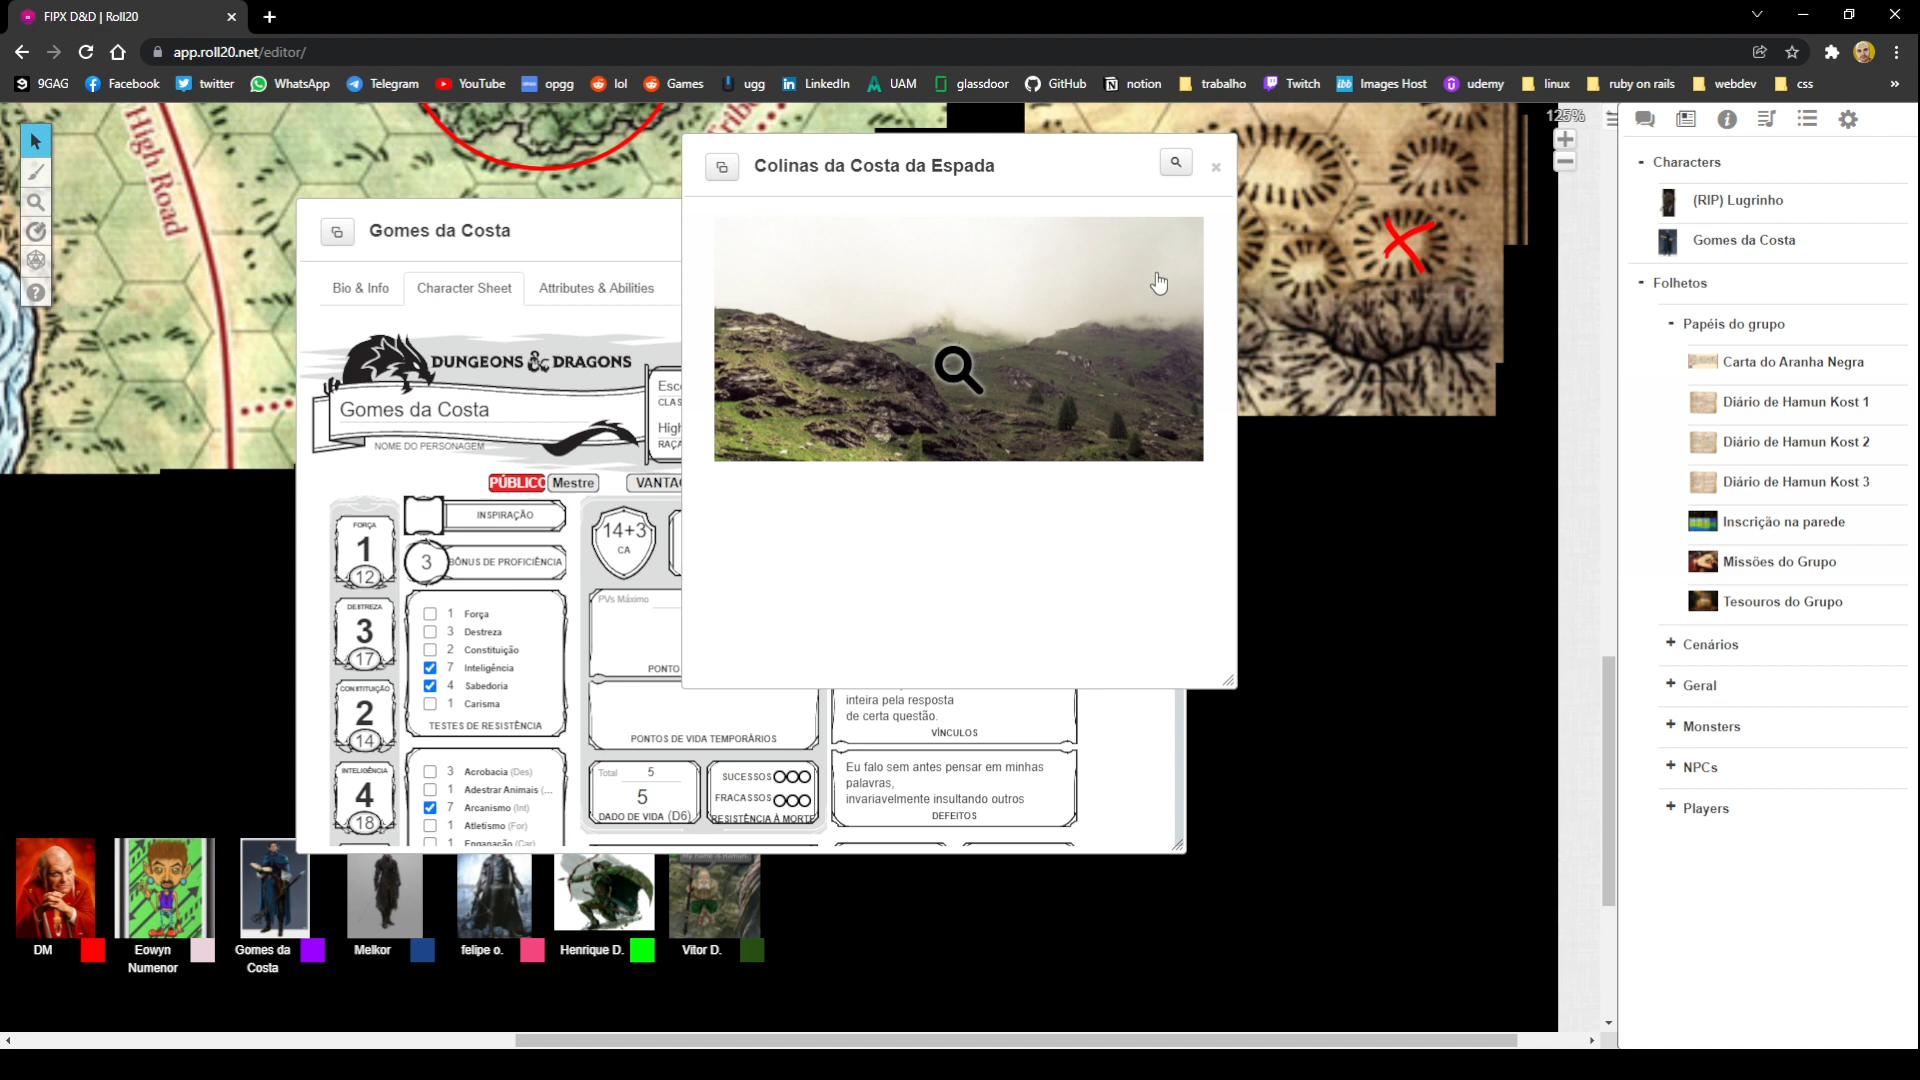 FIPX D&D | Roll20
app.roll20.net/editor/
9GAG
Facebook
twitter
WhatsApp
Telegram
YouTube
opgg
lol
Games
ugg
LinkedIn
UAM
glassdoor
GitHub
notion
trabalho
Twitch
Images Host
udemy
linux
ruby on rails
webdev
css
»
High Road
125%
Colinas da Costa da Espada
Gomes da Costa
Bio & Info
Character Sheet
Attributes & Abilities
DUNGEONS & DRAGONS
Gomes da Costa
NOME DO PERSONAGEM
PÚBLICO
Mestre
INSPIRAÇÃO
3
BÔNUS DE PROFICIÊNCIA
FORÇA
1
12
DESTREZA
3
17
CONSTITUIÇÃO
2
14
INTELIGÊNCIA
4
18
1 Força
3 Destreza
2 Constituição
7 Inteligência
4 Sabedoria
1 Carisma
TESTES DE RESISTÊNCIA
3 Acrobacia (Des)
1 Adestrar Animais (...
7 Arcanismo (Int)
1 Atletismo (For)
1 Enganação (Car)
14+3
CA
PVs Máximo
PONTOS DE VIDA TEMPORÁRIOS
Total 5
5
DADO DE VIDA (D6)
SUCESSOS
FRACASSOS
RESISTÊNCIA À MORTE
inteira pela resposta
de certa questão.
VÍNCULOS
Eu falo sem antes pensar em minhas
palavras,
invariavelmente insultando outros
DEFEITOS
DM
Eowyn
Numenor
Gomes da
Costa
Melkor
felipe o.
Henrique D.
Vitor D.
Characters
(RIP) Lugrinho
Gomes da Costa
Folhetos
Papéis do grupo
Carta do Aranha Negra
Diário de Hamun Kost 1
Diário de Hamun Kost 2
Diário de Hamun Kost 3
Inscrição na parede
Missões do Grupo
Tesouros do Grupo
Cenários
Geral
Monsters
NPCs
Players